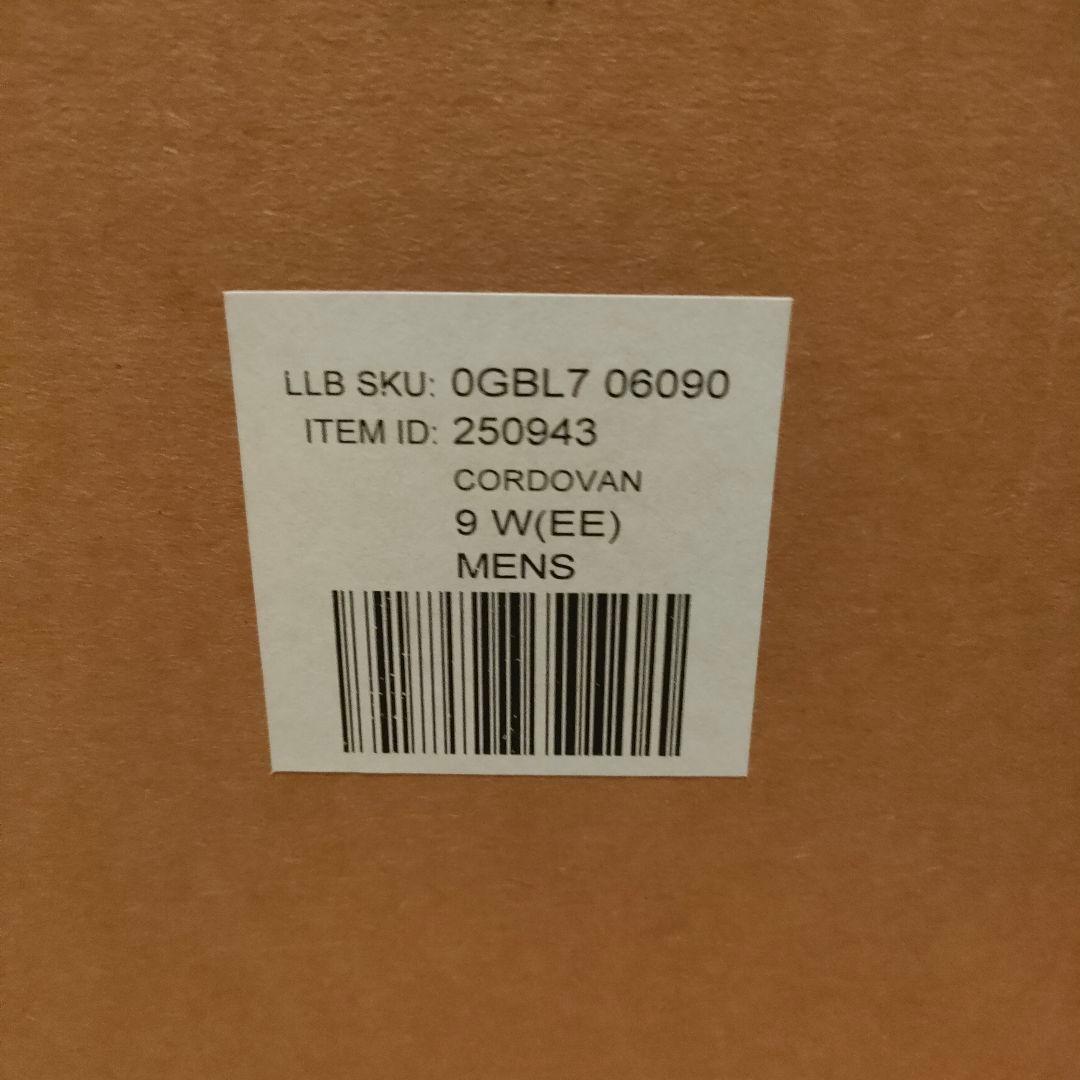 LLB SKU: 0GBL7 06090
ITEM ID: 250943
CORDOVAN
9 W(EE)
MENS